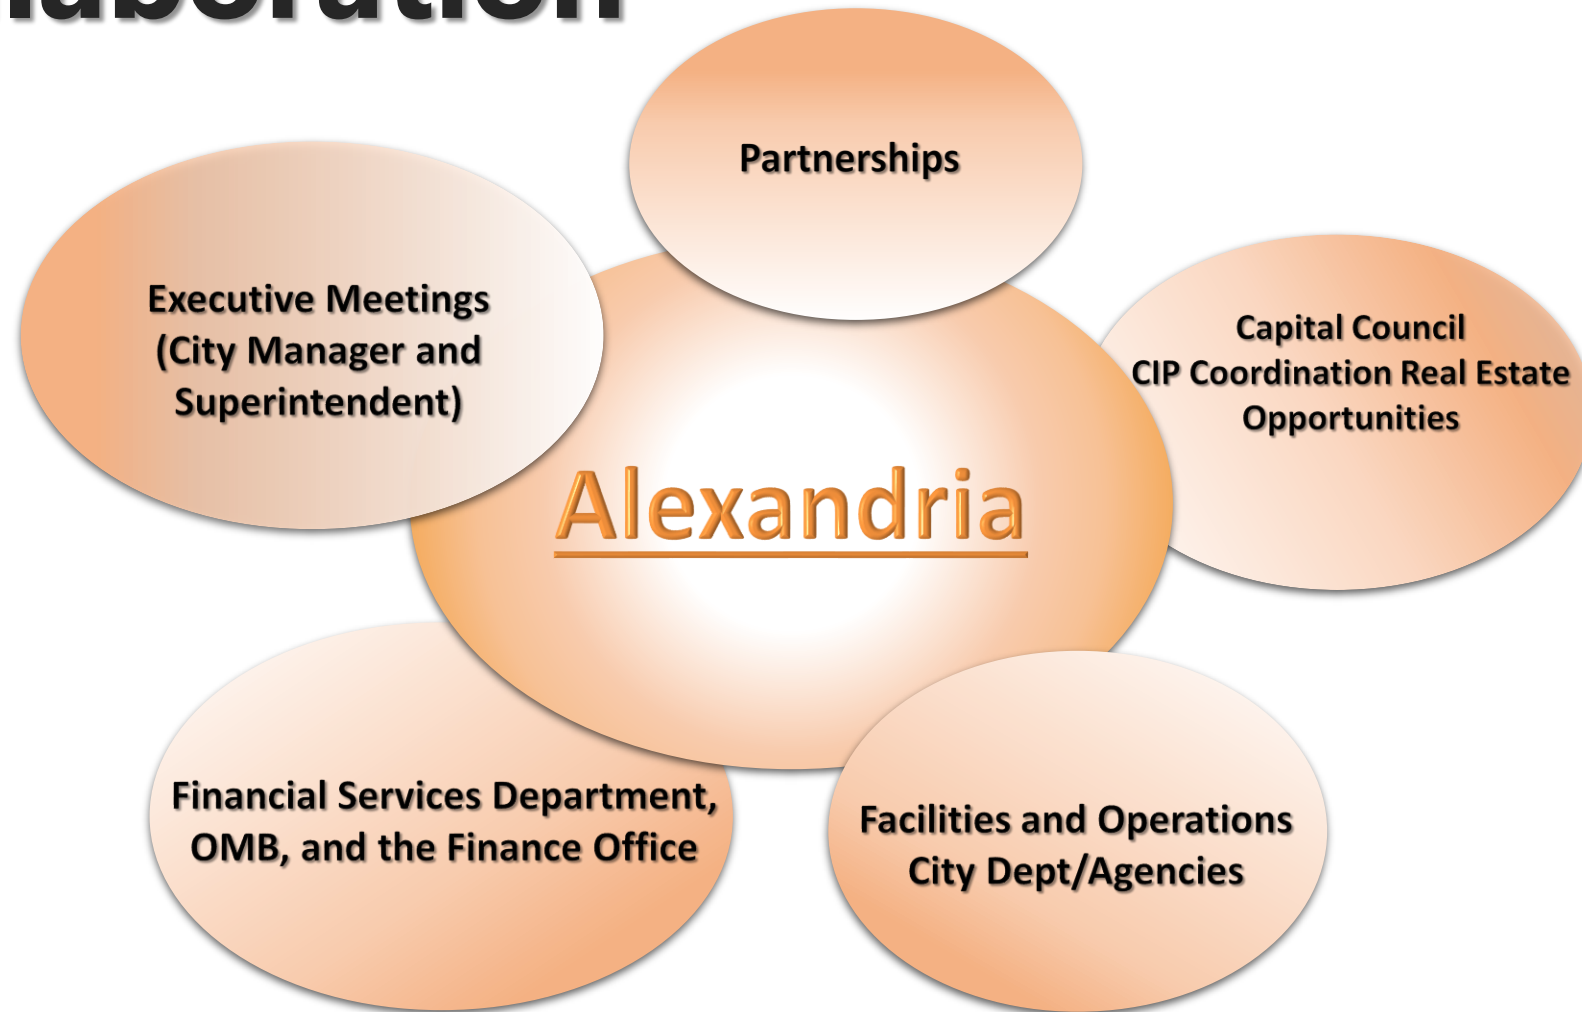 laboration
Partnerships
Executive Meetings
(City Manager and
Superintendent)
Capital Council
CIP Coordination Real Estate
Opportunities
Alexandria
Financial Services Department,
OMB, and the Finance Office
Facilities and Operations
City Dept/Agencies